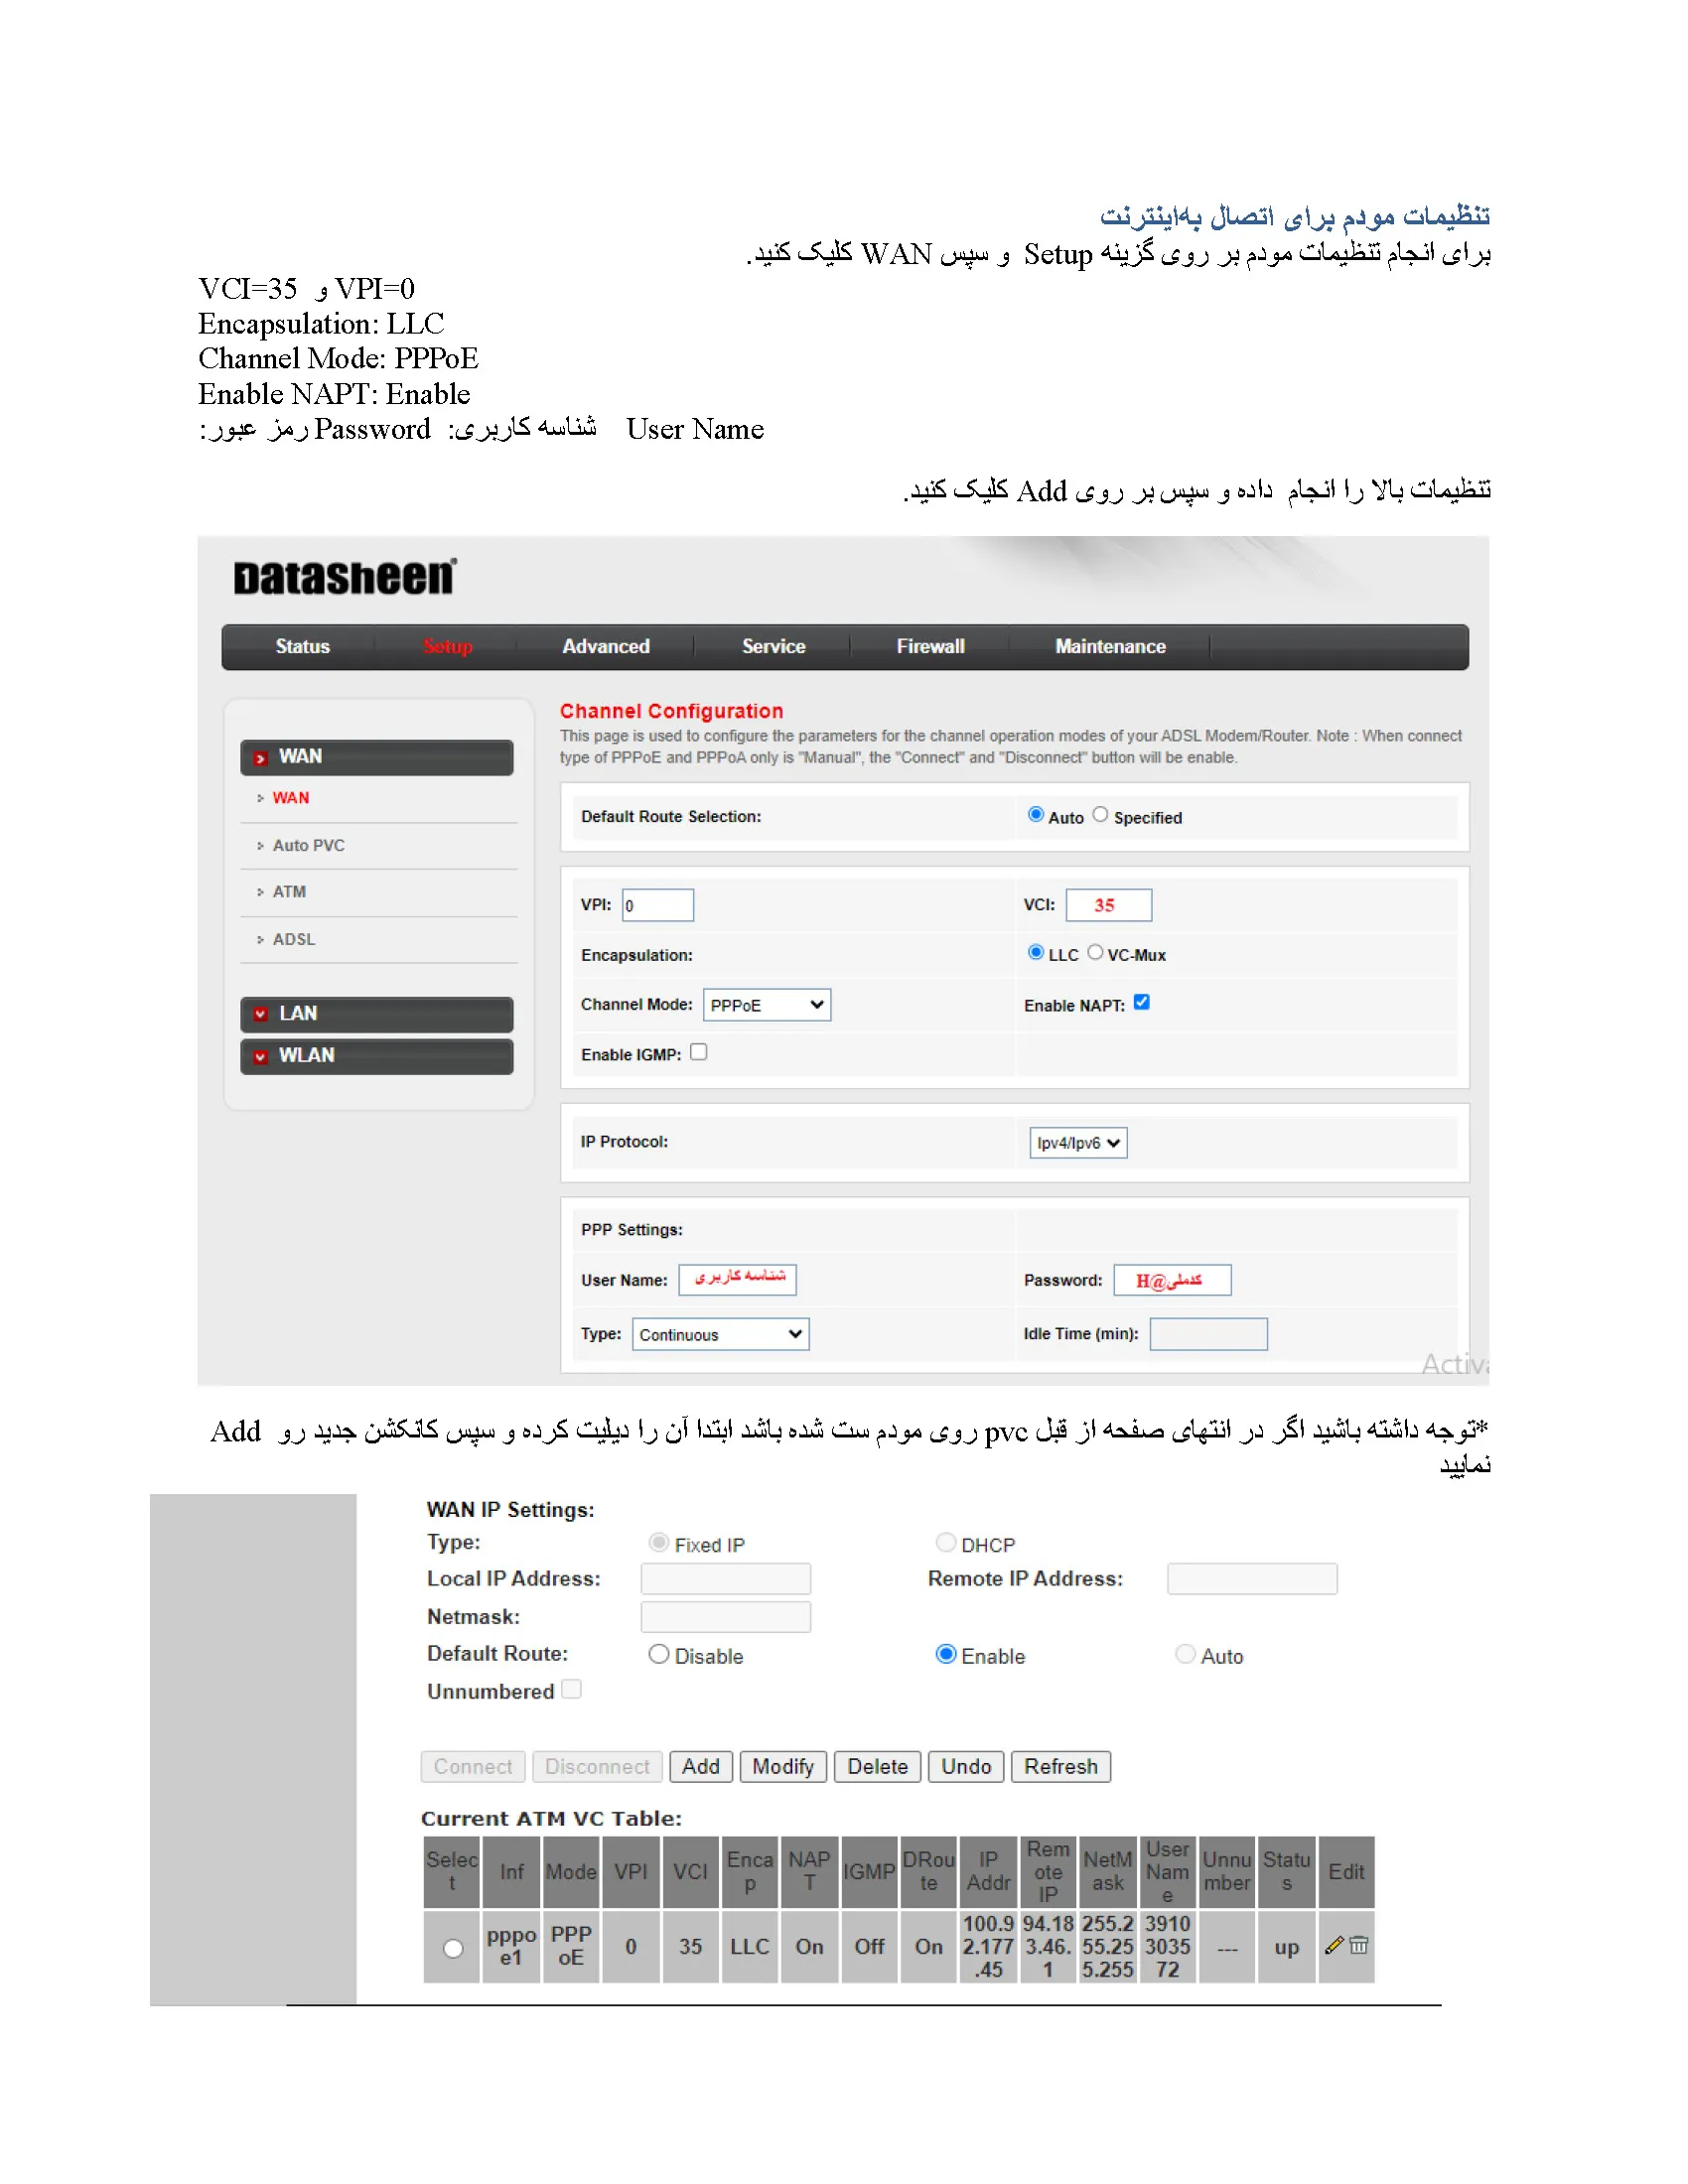 تنظیمات مودم برای اتصال به‌اینترنت
برای انجام تنظیمات مودم بر روی گزینه Setup و سپس WAN کلیک کنید.
VCI=35 و VPI=0
Encapsulation: LLC
Channel Mode: PPPoE
Enable NAPT: Enable
User Name شناسه کاربری: Password رمز عبور:
تنظیمات بالا را انجام داده و سپس بر روی Add کلیک کنید.
Datasheen
Status Setup Advanced Service Firewall Maintenance
WAN
WAN
Auto PVC
ATM
ADSL
LAN
WLAN
Channel Configuration
This page is used to configure the parameters for the channel operation modes of your ADSL Modem/Router. Note : When connect
type of PPPoE and PPPoA only is "Manual", the "Connect" and "Disconnect" button will be enable.
Default Route Selection: Auto Specified
VPI: 0 VCI: 35
Encapsulation: LLC VC-Mux
Channel Mode: PPPoE Enable NAPT:
Enable IGMP:
IP Protocol: Ipv4/Ipv6
PPP Settings:
User Name: شناسه کاربری Password: H@کدملی
Type: Continuous Idle Time (min):
Activa
*توجه داشته باشید اگر در انتهای صفحه از قبل pvc روی مودم ست شده باشد ابتدا آن را دیلیت کرده و سپس کانکشن جدید رو Add
نمایید
WAN IP Settings:
Type: Fixed IP DHCP
Local IP Address: Remote IP Address:
Netmask:
Default Route: Disable Enable Auto
Unnumbered
Connect Disconnect Add Modify Delete Undo Refresh
Current ATM VC Table:
Select Inf Mode VPI VCI Encap NAPT IGMP DRoute IP Addr Remote IP NetMask User Name Unnumber Status Edit
pppoe1 PPPoE 0 35 LLC On Off On 100.92.177.45 94.183.46.1 255.255.255.255 3910303572 --- up